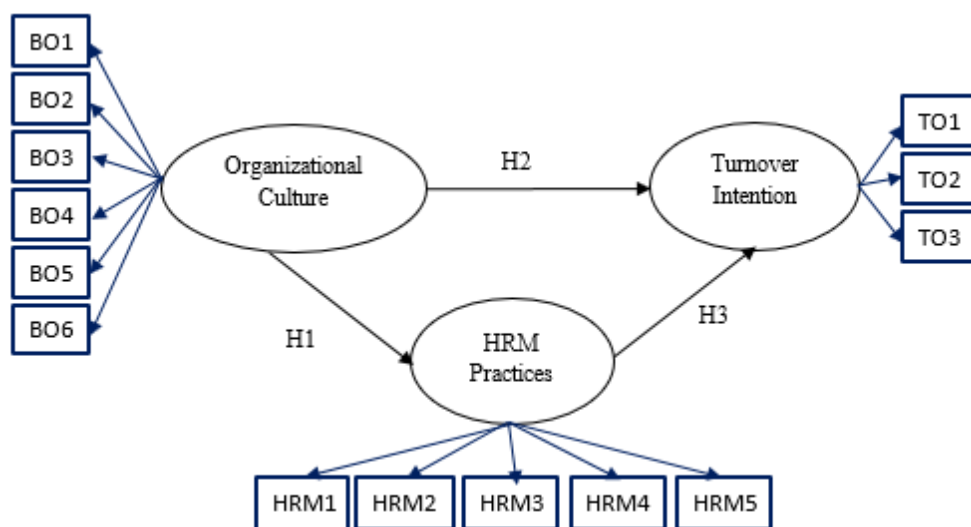 BO1
BO2
BO3
BO4
BO5
BO6
Organizational
Culture
H2
Turnover
Intention
TO1
TO2
TO3
H1
HRM
Practices
H3
HRM1
HRM2
HRM3
HRM4
HRM5